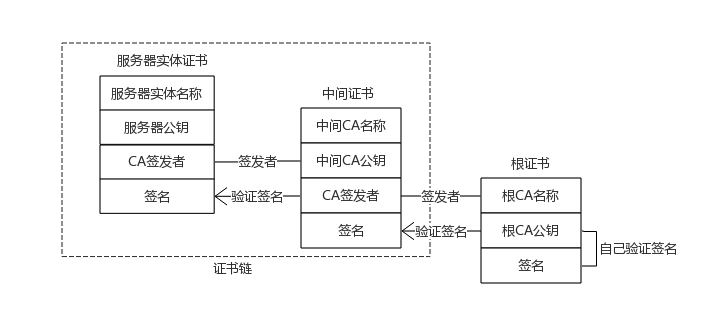 服务器实体证书
服务器实体名称
服务器公钥
CA签发者
签名
签发者
验证签名
中间证书
中间CA名称
中间CA公钥
CA签发者
签名
签发者
验证签名
根证书
根CA名称
根CA公钥
签名
自己验证签名
证书链